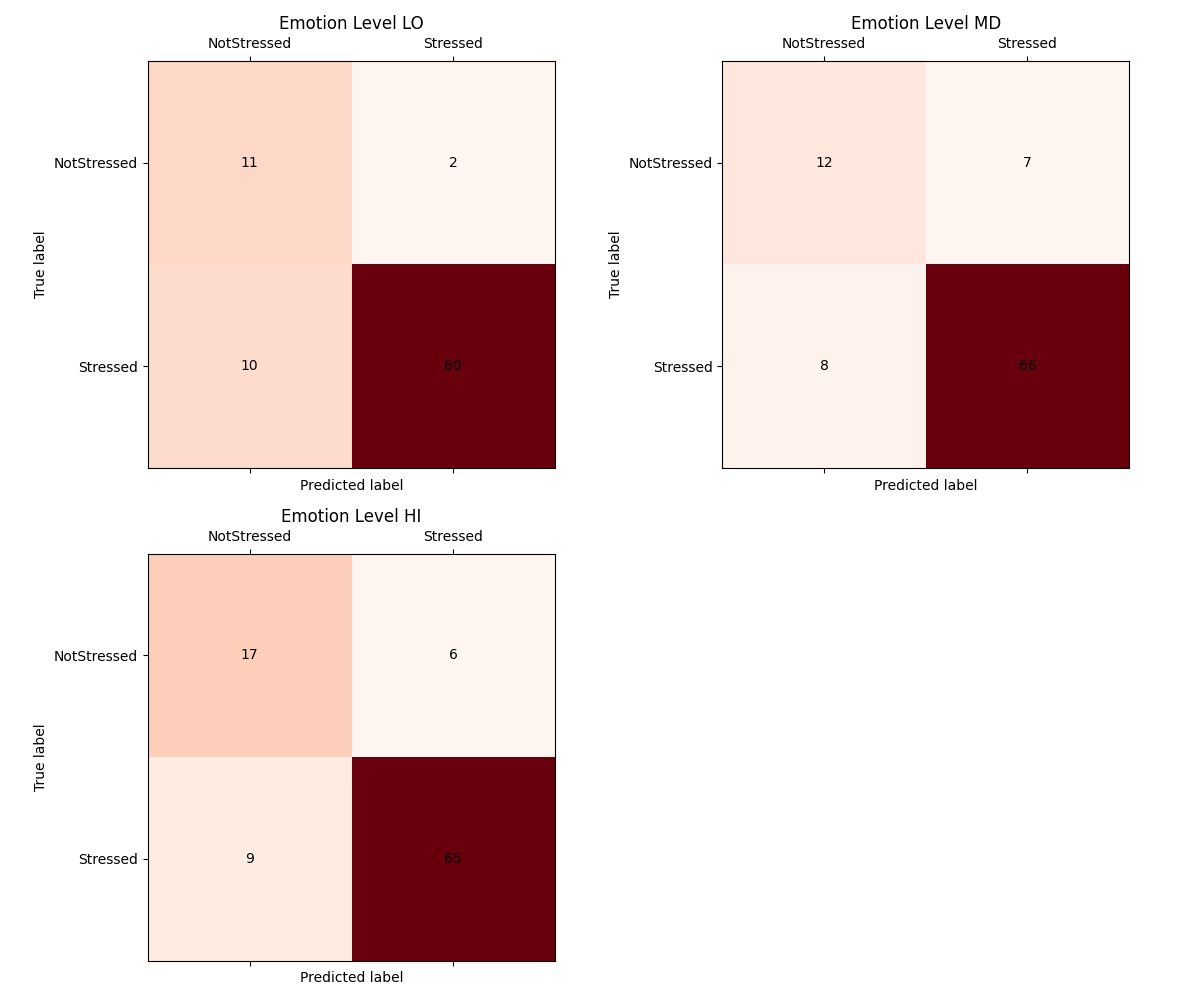 Emotion Level LO
NotStressed Stressed
NotStressed 11 2
True label
Stressed 10 60
Predicted label
Emotion Level MD
NotStressed Stressed
NotStressed 12 7
True label
Stressed 8 66
Predicted label
Emotion Level HI
NotStressed Stressed
NotStressed 17 6
True label
Stressed 9 65
Predicted label